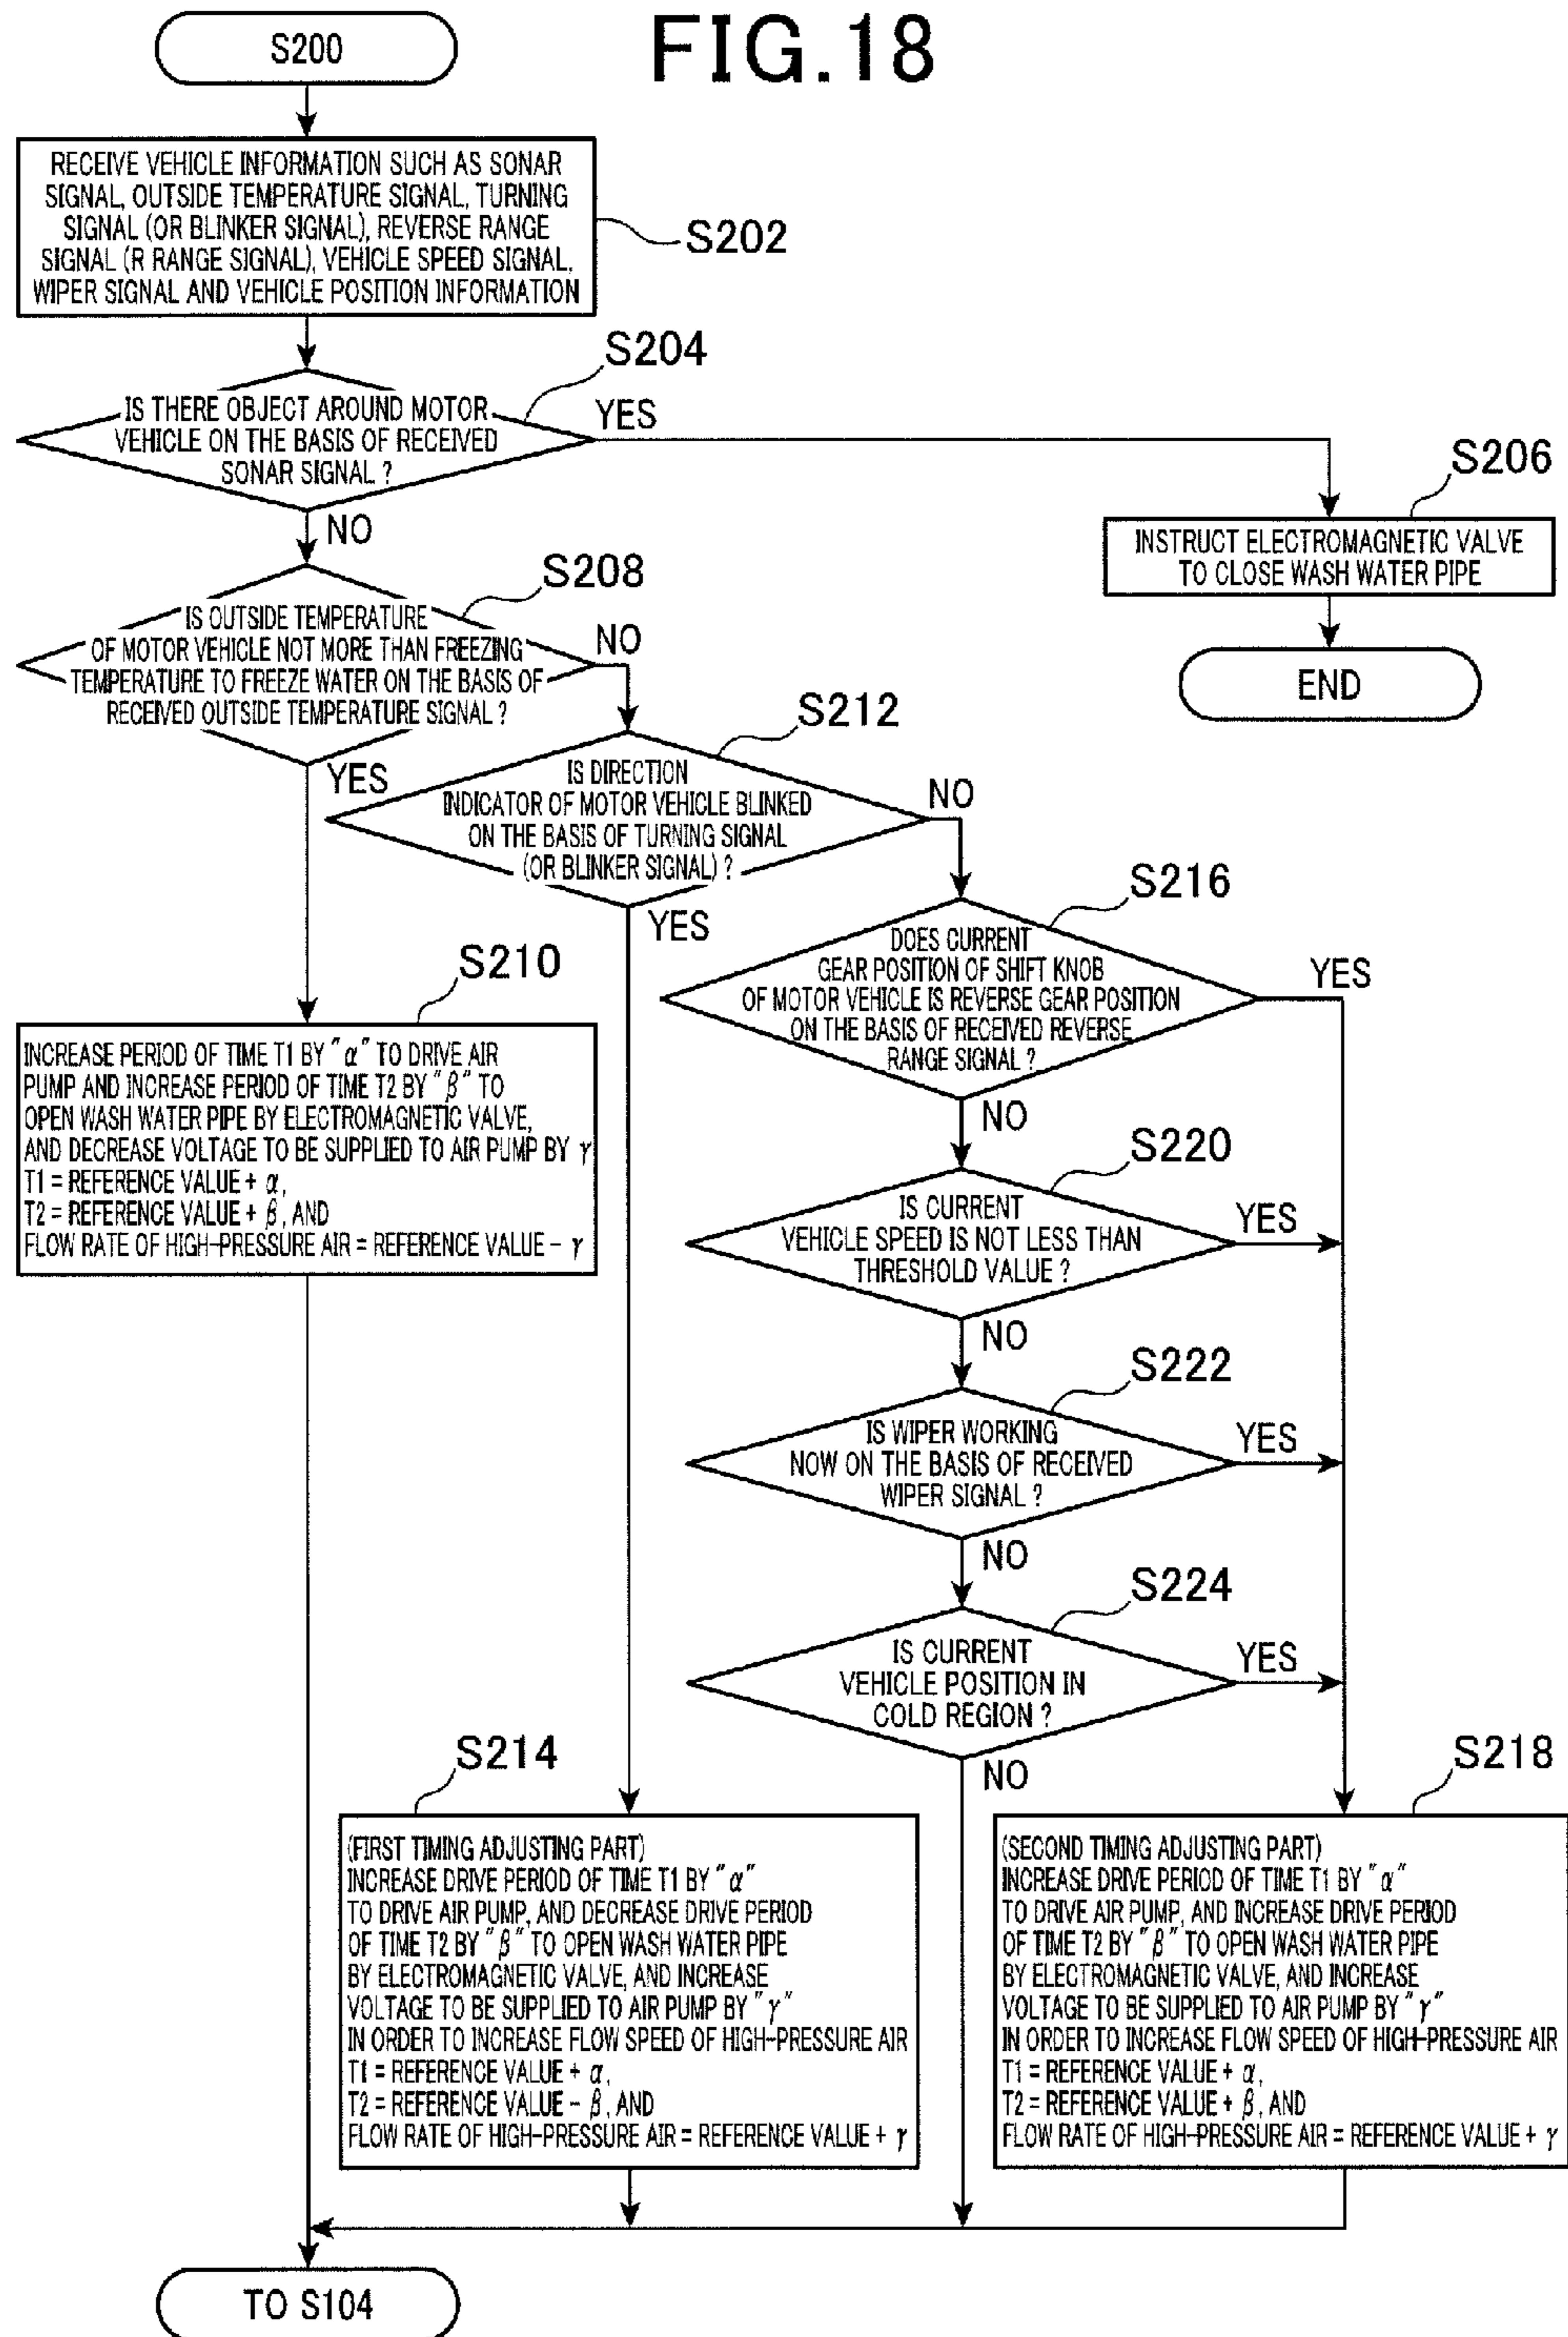 FIG.18
S200
RECEIVE VEHICLE INFORMATION SUCH AS SONAR
SIGNAL, OUTSIDE TEMPERATURE SIGNAL, TURNING
SIGNAL (OR BLINKER SIGNAL), REVERSE RANGE
SIGNAL (R RANGE SIGNAL), VEHICLE SPEED SIGNAL,
WIPER SIGNAL AND VEHICLE POSITION INFORMATION
S202
S204
IS THERE OBJECT AROUND MOTOR
VEHICLE ON THE BASIS OF RECEIVED
SONAR SIGNAL ?
YES
NO
S206
INSTRUCT ELECTROMAGNETIC VALVE
TO CLOSE WASH WATER PIPE
END
S208
IS OUTSIDE TEMPERATURE
OF MOTOR VEHICLE NOT MORE THAN FREEZING
TEMPERATURE TO FREEZE WATER ON THE BASIS OF
RECEIVED OUTSIDE TEMPERATURE SIGNAL ?
NO
YES
S212
IS DIRECTION
INDICATOR OF MOTOR VEHICLE BLINKED
ON THE BASIS OF TURNING SIGNAL
(OR BLINKER SIGNAL) ?
NO
YES
S210
INCREASE PERIOD OF TIME T1 BY "α" TO DRIVE AIR
PUMP AND INCREASE PERIOD OF TIME T2 BY "β" TO
OPEN WASH WATER PIPE BY ELECTROMAGNETIC VALVE,
AND DECREASE VOLTAGE TO BE SUPPLIED TO AIR PUMP BY γ
T1 = REFERENCE VALUE + α,
T2 = REFERENCE VALUE + β, AND
FLOW RATE OF HIGH-PRESSURE AIR = REFERENCE VALUE - γ
S216
DOES CURRENT
GEAR POSITION OF SHIFT KNOB
OF MOTOR VEHICLE IS REVERSE GEAR POSITION
ON THE BASIS OF RECEIVED REVERSE
RANGE SIGNAL ?
YES
NO
S220
IS CURRENT
VEHICLE SPEED IS NOT LESS THAN
THRESHOLD VALUE ?
YES
NO
S222
IS WIPER WORKING
NOW ON THE BASIS OF RECEIVED
WIPER SIGNAL ?
YES
NO
S224
IS CURRENT
VEHICLE POSITION IN
COLD REGION ?
YES
NO
S214
(FIRST TIMING ADJUSTING PART)
INCREASE DRIVE PERIOD OF TIME T1 BY "α"
TO DRIVE AIR PUMP, AND DECREASE DRIVE PERIOD
OF TIME T2 BY "β" TO OPEN WASH WATER PIPE
BY ELECTROMAGNETIC VALVE, AND INCREASE
VOLTAGE TO BE SUPPLIED TO AIR PUMP BY "γ"
IN ORDER TO INCREASE FLOW SPEED OF HIGH-PRESSURE AIR
T1 = REFERENCE VALUE + α,
T2 = REFERENCE VALUE - β, AND
FLOW RATE OF HIGH-PRESSURE AIR = REFERENCE VALUE + γ
S218
(SECOND TIMING ADJUSTING PART)
INCREASE DRIVE PERIOD OF TIME T1 BY "α"
TO DRIVE AIR PUMP, AND INCREASE DRIVE PERIOD
OF TIME T2 BY "β" TO OPEN WASH WATER PIPE
BY ELECTROMAGNETIC VALVE, AND INCREASE
VOLTAGE TO BE SUPPLIED TO AIR PUMP BY "γ"
IN ORDER TO INCREASE FLOW SPEED OF HIGH-PRESSURE AIR
T1 = REFERENCE VALUE + α,
T2 = REFERENCE VALUE + β, AND
FLOW RATE OF HIGH-PRESSURE AIR = REFERENCE VALUE + γ
TO S104